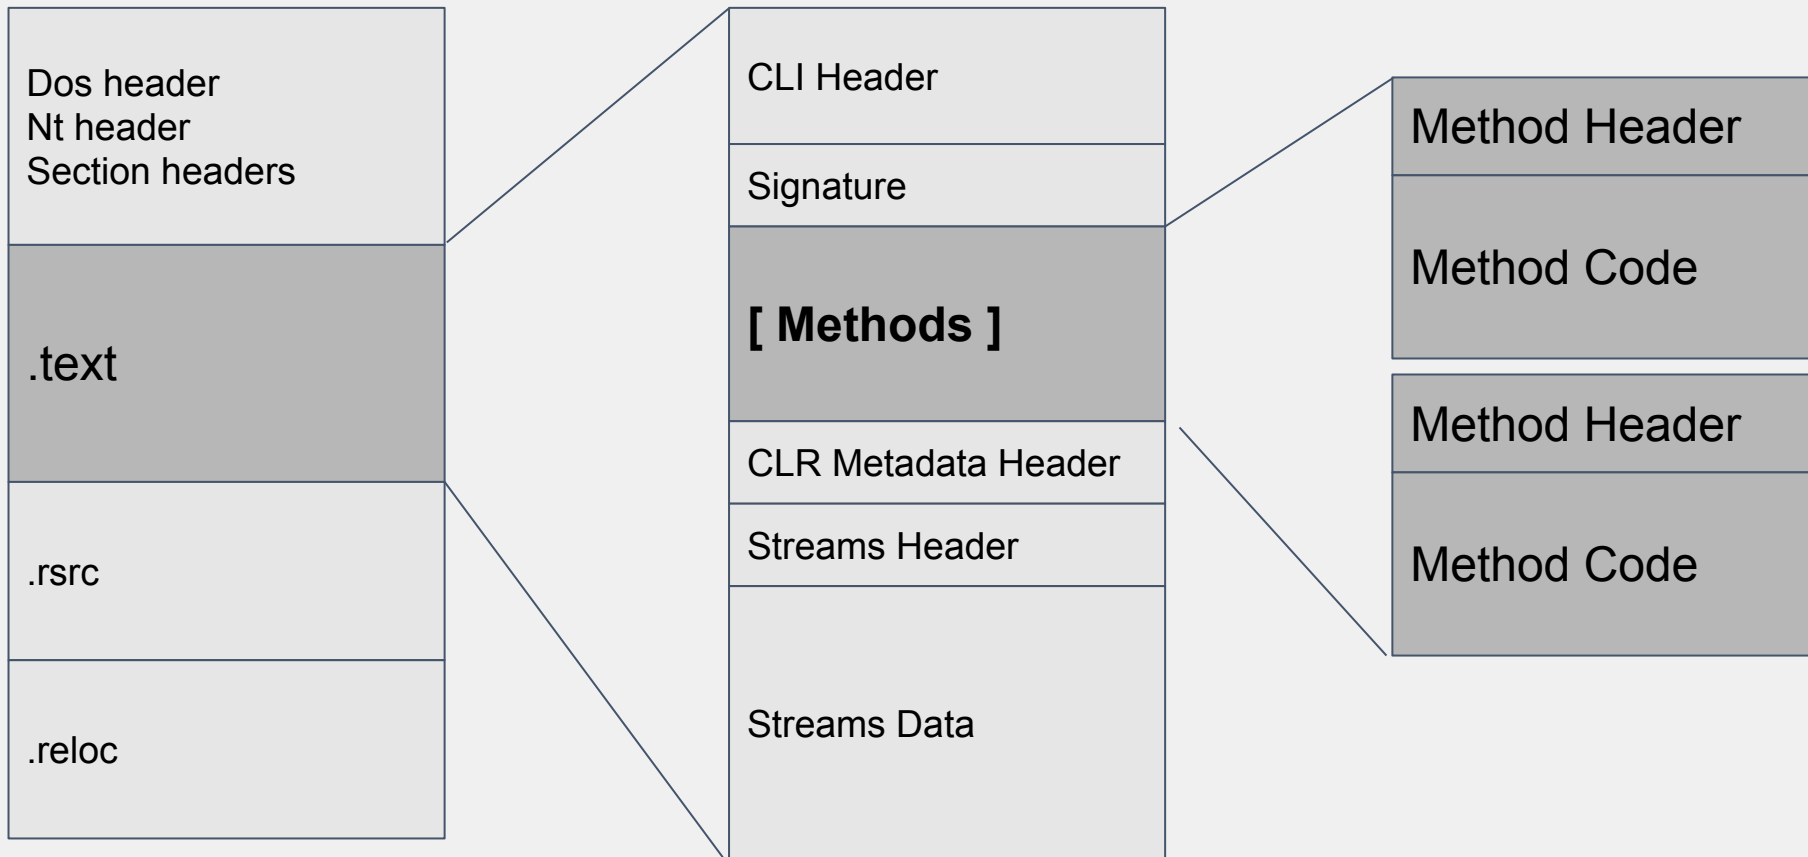 Dos header
Nt header
Section headers
.text
.rsrc
.reloc
CLI Header
Signature
[ Methods ]
CLR Metadata Header
Streams Header
Streams Data
Method Header
Method Code
Method Header
Method Code